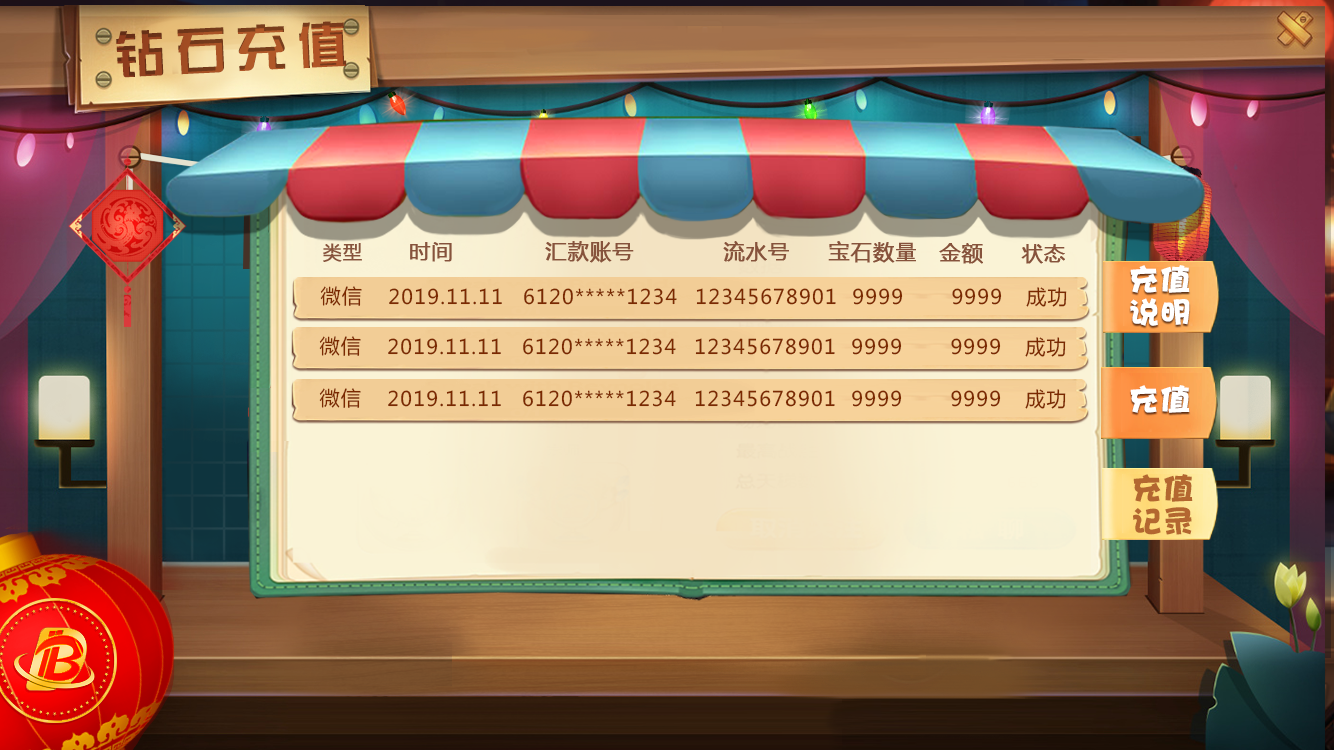 钻石充值
类型 时间 汇款账号 流水号 宝石数量 金额 状态
微信 2019.11.11 6120*****1234 12345678901 9999 9999 成功
微信 2019.11.11 6120*****1234 12345678901 9999 9999 成功
微信 2019.11.11 6120*****1234 12345678901 9999 9999 成功
充值
说明
充值
充值
记录
B